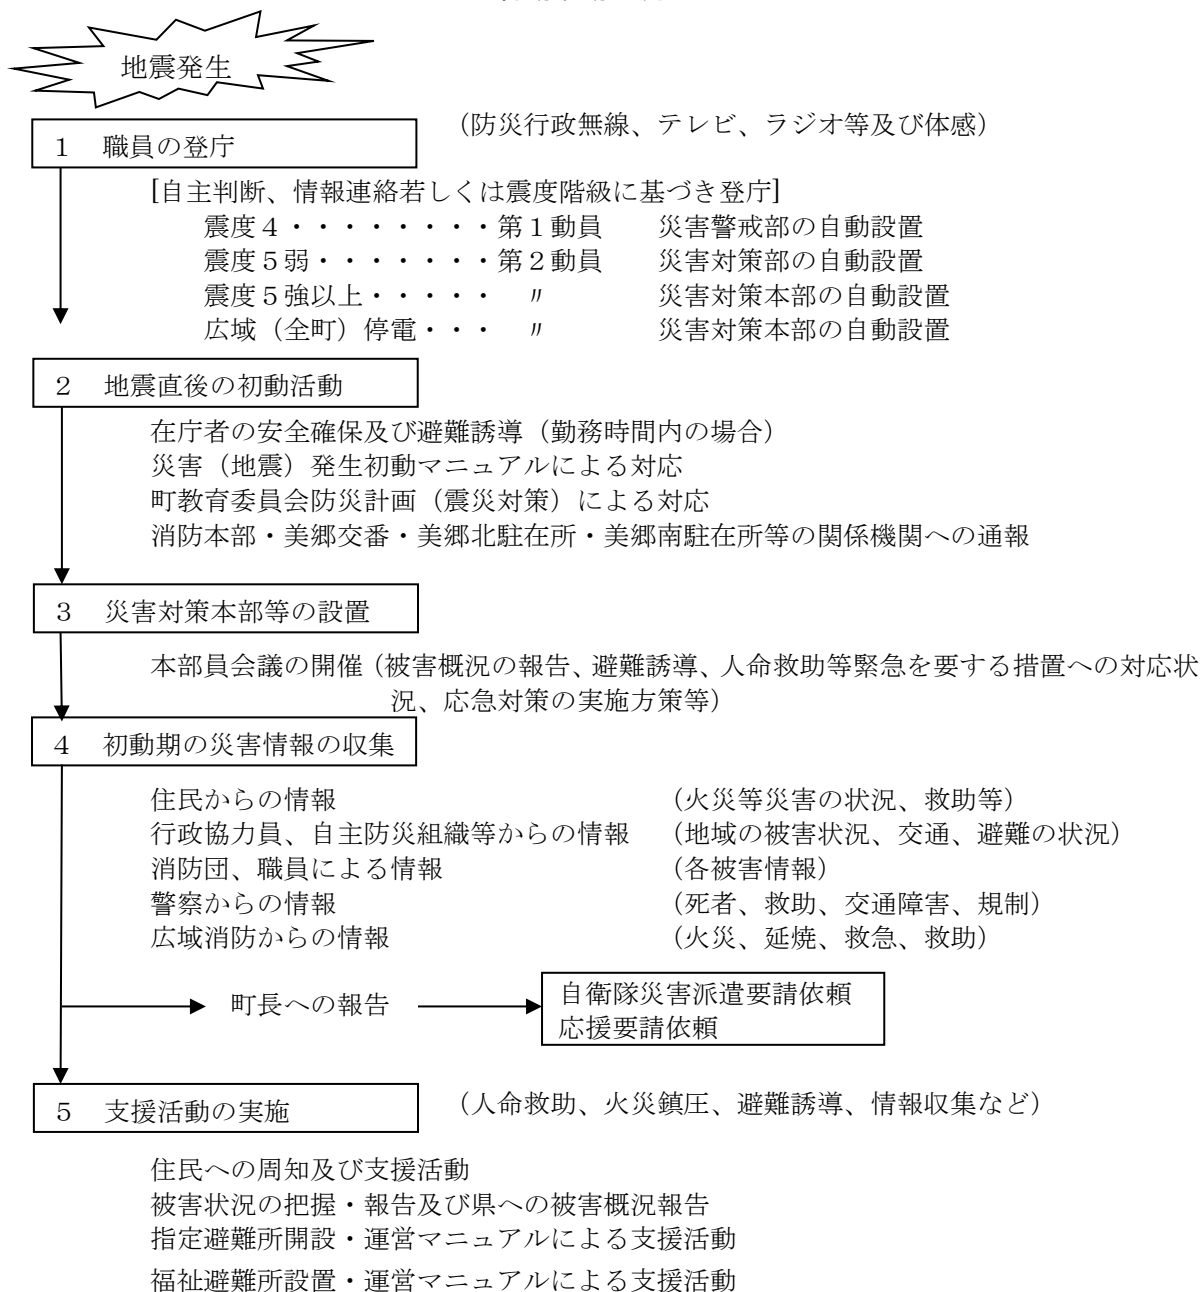 地震発生
（防災行政無線、テレビ、ラジオ等及び体感）
１　職員の登庁
[自主判断、情報連絡若しくは震度階級に基づき登庁]
震度４・・・・・・・・第１動員　　災害警戒部の自動設置
震度５弱・・・・・・・第２動員　　災害対策部の自動設置
震度５強以上・・・・・　〃　　　　災害対策本部の自動設置
広域（全町）停電・・・　〃　　　　災害対策本部の自動設置
２　地震直後の初動活動
在庁者の安全確保及び避難誘導（勤務時間内の場合）
災害（地震）発生初動マニュアルによる対応
町教育委員会防災計画（震災対策）による対応
消防本部・美郷交番・美郷北駐在所・美郷南駐在所等の関係機関への通報
３　災害対策本部等の設置
本部員会議の開催（被害概況の報告、避難誘導、人命救助等緊急を要する措置への対応状
況、応急対策の実施方策等）
４　初動期の災害情報の収集
住民からの情報　（火災等災害の状況、救助等）
行政協力員、自主防災組織等からの情報　（地域の被害状況、交通、避難の状況）
消防団、職員による情報　（各被害情報）
警察からの情報　（死者、救助、交通障害、規制）
広域消防からの情報　（火災、延焼、救急、救助）
町長への報告
自衛隊災害派遣要請依頼
応援要請依頼
５　支援活動の実施　（人命救助、火災鎮圧、避難誘導、情報収集など）
住民への周知及び支援活動
被害状況の把握・報告及び県への被害概況報告
指定避難所開設・運営マニュアルによる支援活動
福祉避難所設置・運営マニュアルによる支援活動